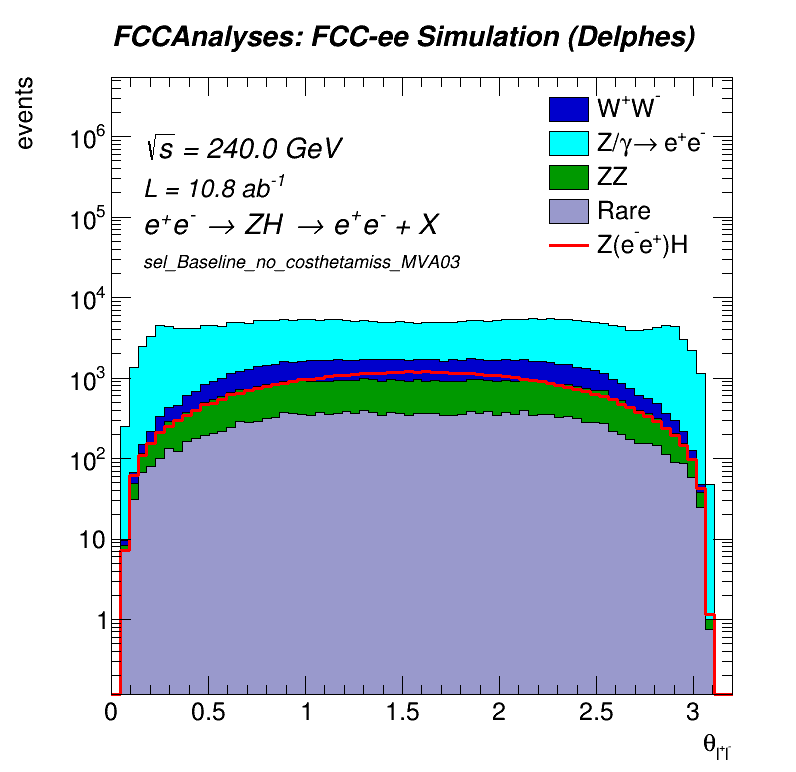 FCCAnalyses: FCC-ee Simulation (Delphes)
events
√s = 240.0 GeV
L = 10.8 ab⁻¹
e⁺e⁻ → ZH → e⁺e⁻ + X
sel_Baseline_no_costhetamiss_MVA03
W⁺W⁻
Z/γ→ e⁺e⁻
ZZ
Rare
Z(e⁻e⁺)H
10⁶
10⁵
10⁴
10³
10²
10
1
0 0.5 1 1.5 2 2.5 3
θ_l⁺l⁻